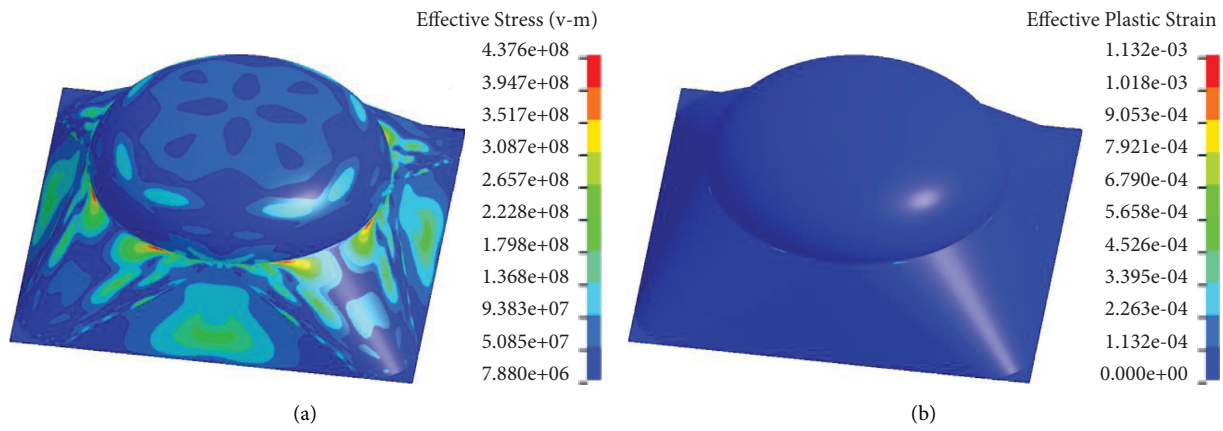 Effective Stress (v-m)
4.376e+08
3.947e+08
3.517e+08
3.087e+08
2.657e+08
2.228e+08
1.798e+08
1.368e+08
9.383e+07
5.085e+07
7.880e+06
(a)
Effective Plastic Strain
1.132e-03
1.018e-03
9.053e-04
7.921e-04
6.790e-04
5.658e-04
4.526e-04
3.395e-04
2.263e-04
1.132e-04
0.000e+00
(b)